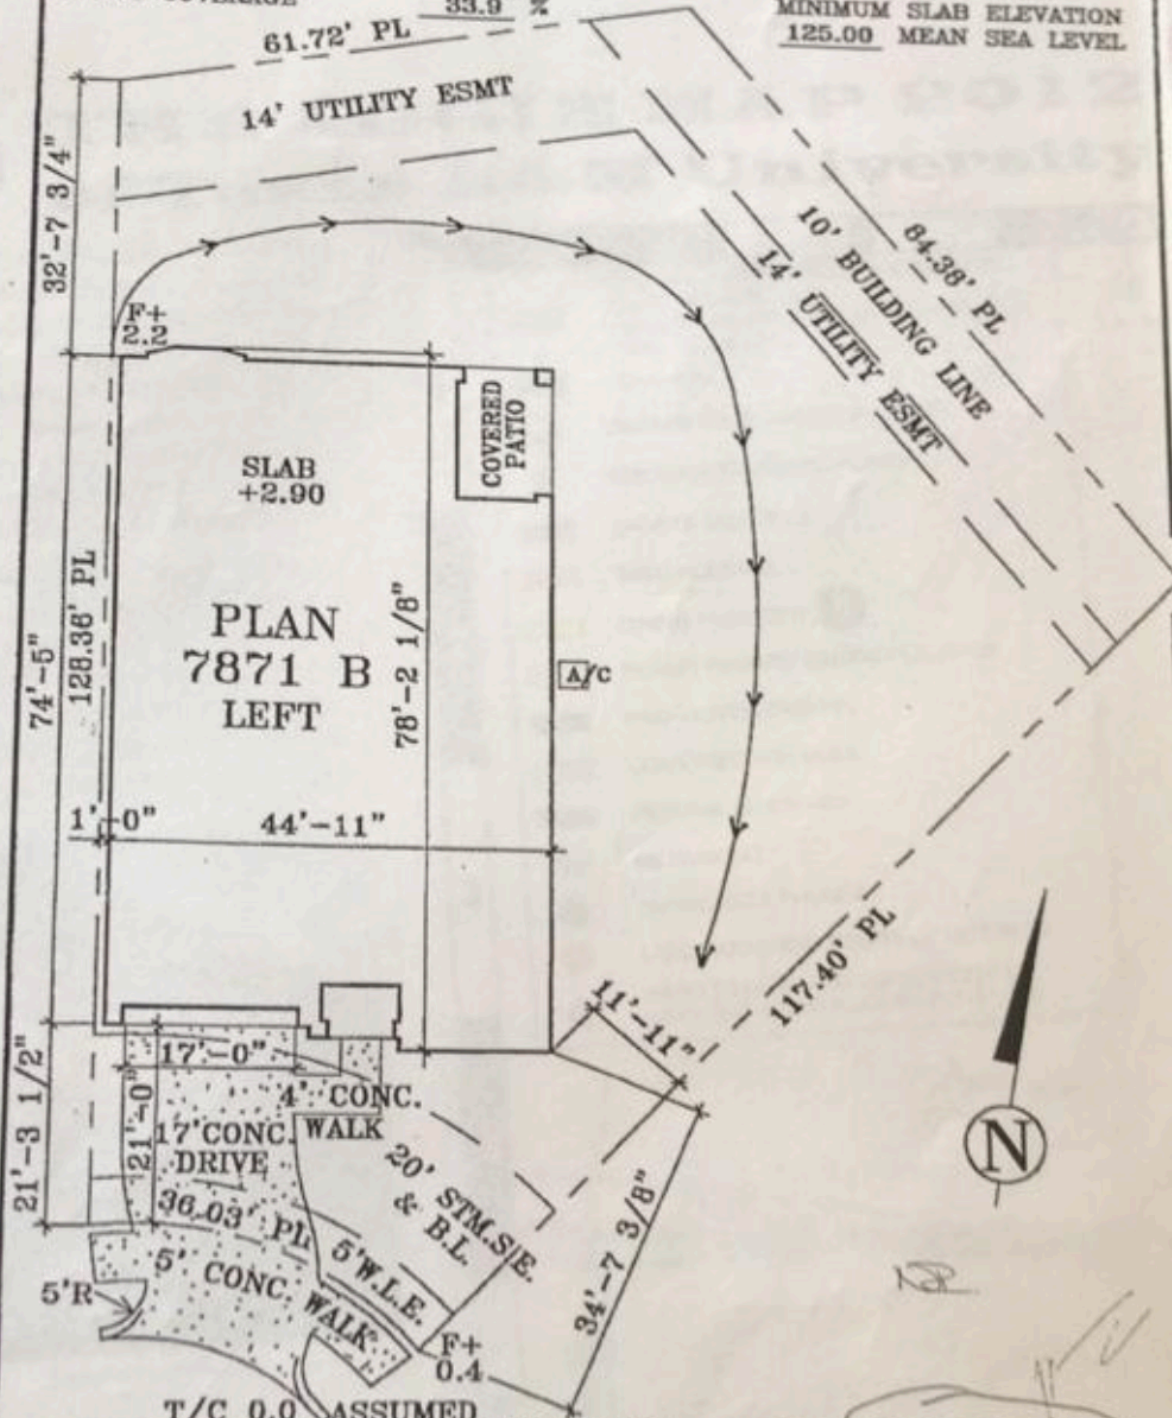 33.9 %
MINIMUM SLAB ELEVATION
125.00 MEAN SEA LEVEL
61.72' PL
14' UTILITY ESMT
32'-7 3/4"
84.36' PL
10' BUILDING LINE
14' UTILITY ESMT
F+
2.2
COVERED
PATIO
SLAB
+2.90
PLAN
7871 B
LEFT
128.36' PL
74'-5"
78'-2 1/8"
A/C
1'-0"
44'-11"
117.40' PL
11'-11"
17'-0"
4' CONC.
WALK
21'-0"
17' CONC.
DRIVE
21'-3 1/2"
20' STM.S.E.
& B.L.
36.03' PL
5' W.L.E.
5' CONC. WALK
5'R
34'-7 3/8"
N
F+
0.4
T/C 0.0 ASSUMED